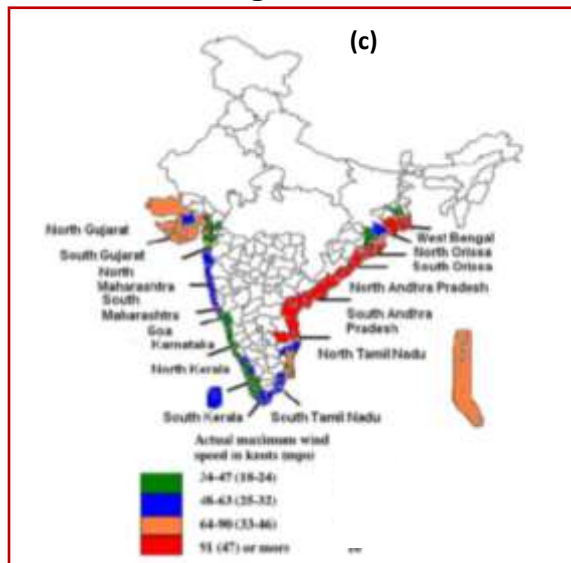 (c)
North Gujarat
South Gujarat
North
Maharashtra
South
Maharashtra
Goa
Karnataka
North Kerala
South Kerala
South Tamil Nadu
North Tamil Nadu
South Andhra
Pradesh
North Andhra Pradesh
South Orissa
North Orissa
West Bengal
Actual maximum wind
speed in knots (mps)
34-47 (18-24)
48-63 (25-32)
64-90 (33-46)
91 (47) or more